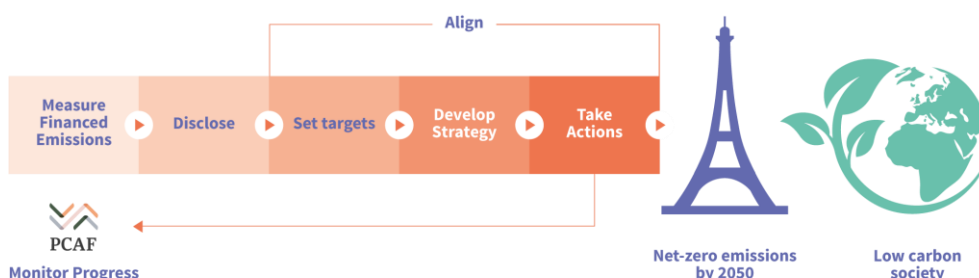 Align
Measure
Financed
Emissions
Disclose
Set targets
Develop
Strategy
Take
Actions
PCAF
Monitor Progress
Net-zero emissions
by 2050
Low carbon
society